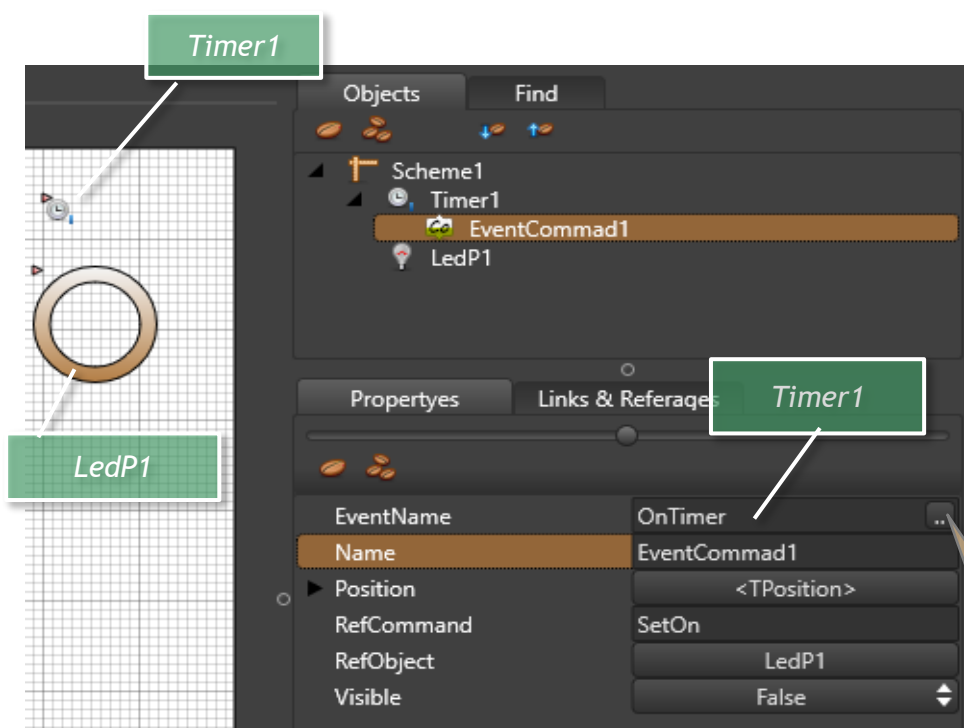 Timer1
Objects Find
Scheme1
Timer1
EventCommad1
LedP1
Propertyes Links & Referages Timer1
LedP1
EventName OnTimer ..
Name EventCommad1
Position <TPosition>
RefCommand SetOn
RefObject LedP1
Visible False